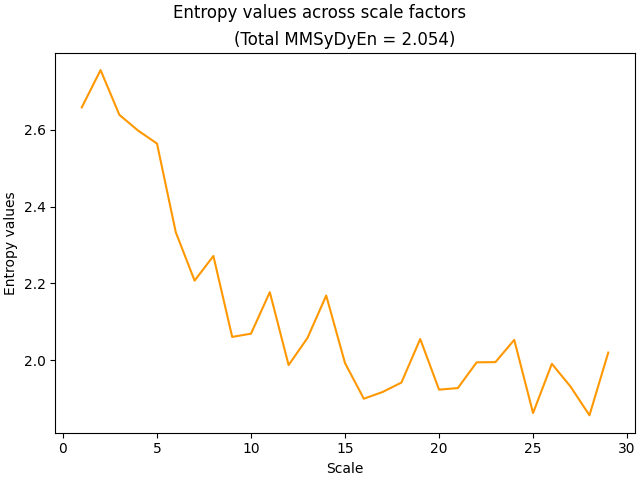 Entropy values across scale factors
(Total MMSyDyEn = 2.054)
Entropy values
2.6
2.4
2.2
2.0
0 5 10 15 20 25 30
Scale